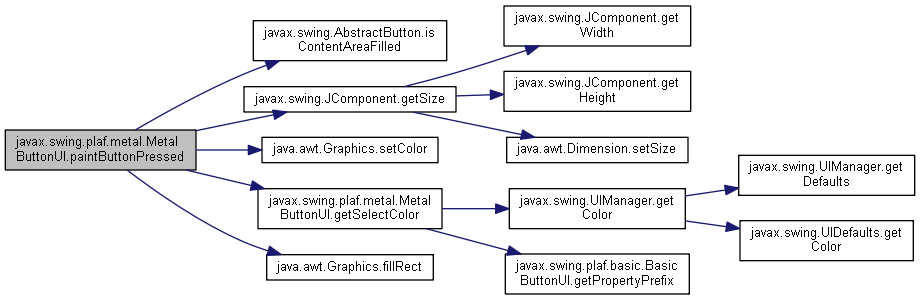 javax.swing.plaf.metal.Metal
ButtonUI.paintButtonPressed
javax.swing.AbstractButton.is
ContentAreaFilled
javax.swing.JComponent.getSize
java.awt.Graphics.setColor
javax.swing.plaf.metal.Metal
ButtonUI.getSelectColor
java.awt.Graphics.fillRect
javax.swing.JComponent.get
Width
javax.swing.JComponent.get
Height
java.awt.Dimension.setSize
javax.swing.UIManager.get
Color
javax.swing.plaf.basic.Basic
ButtonUI.getPropertyPrefix
javax.swing.UIManager.get
Defaults
javax.swing.UIDefaults.get
Color